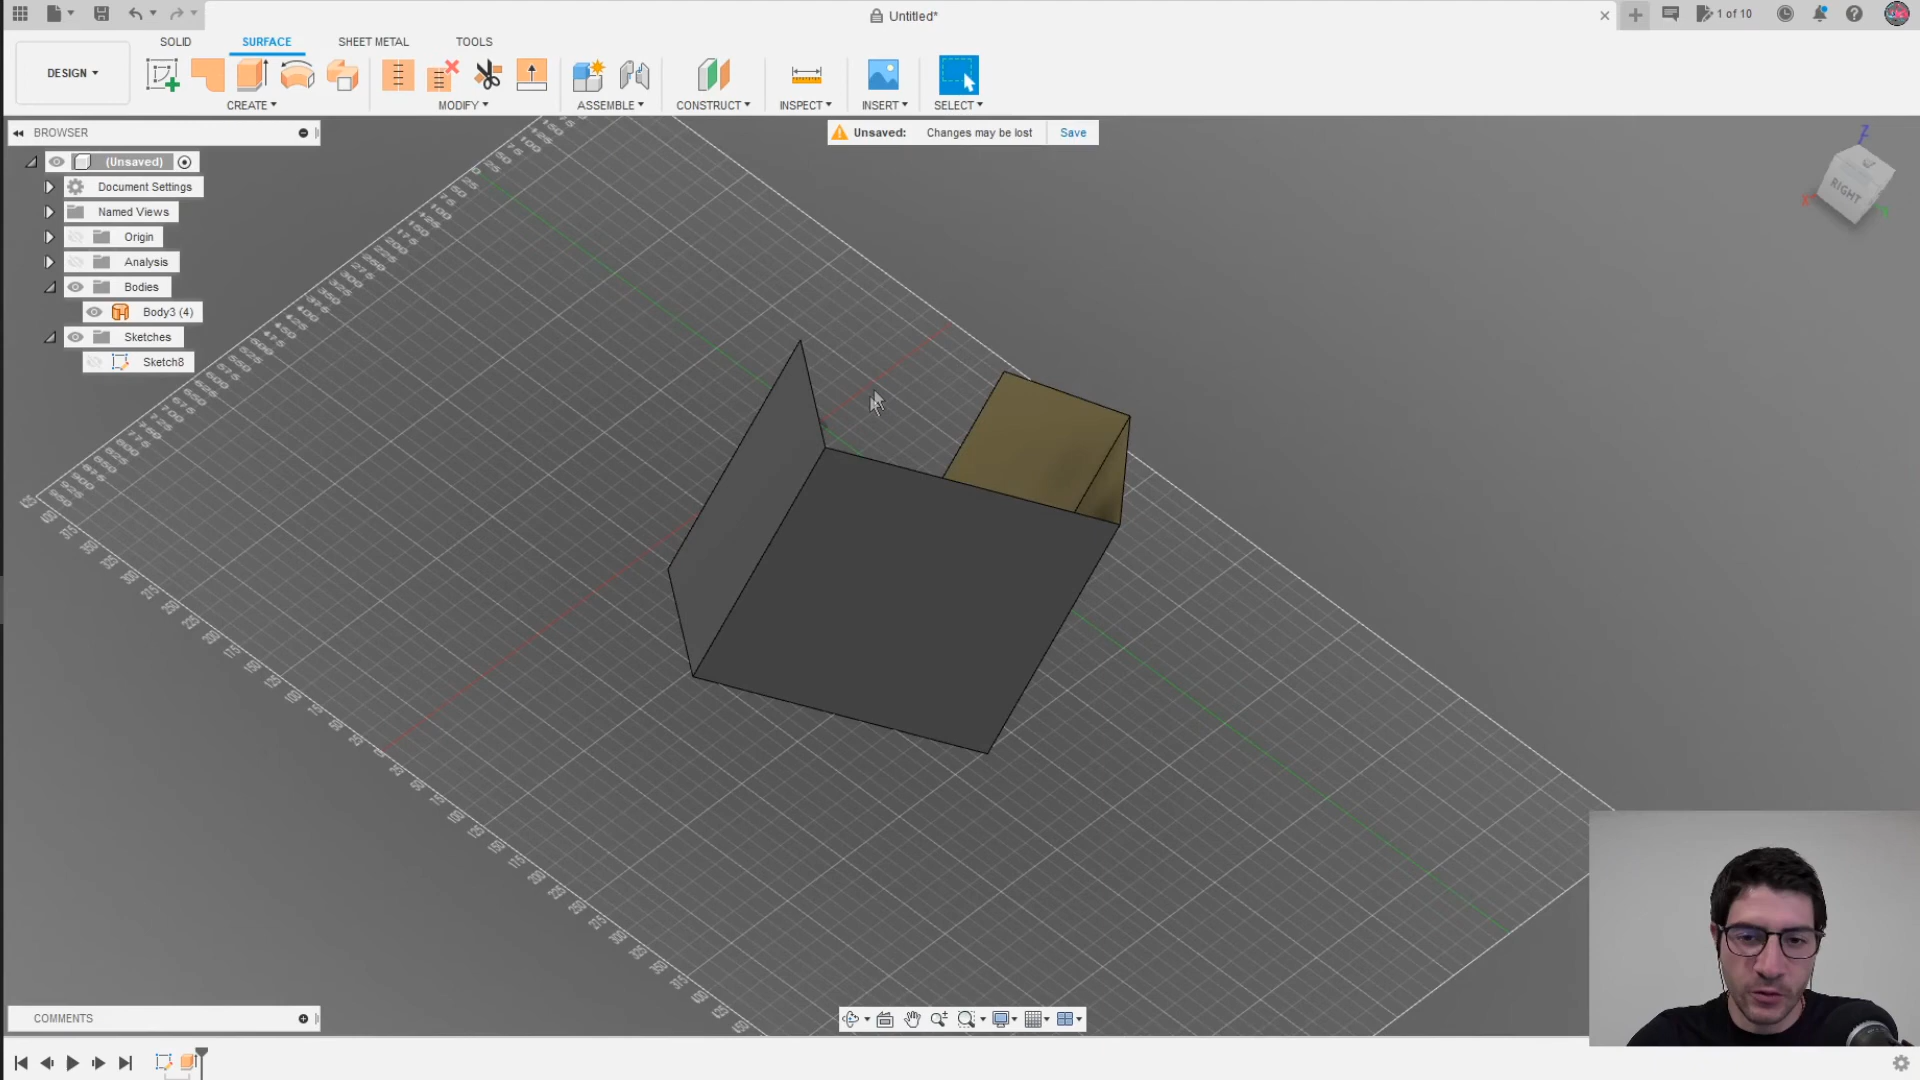 Untitled*
1 of 10
SOLID
SURFACE
SHEET METAL
TOOLS
DESIGN
CREATE
MODIFY
ASSEMBLE
CONSTRUCT
INSPECT
INSERT
SELECT
BROWSER
Unsaved: Changes may be lost Save
(Unsaved)
Document Settings
Named Views
Origin
Analysis
Bodies
Body3 (4)
Sketches
Sketch8
Z
X
RIGHT
COMMENTS